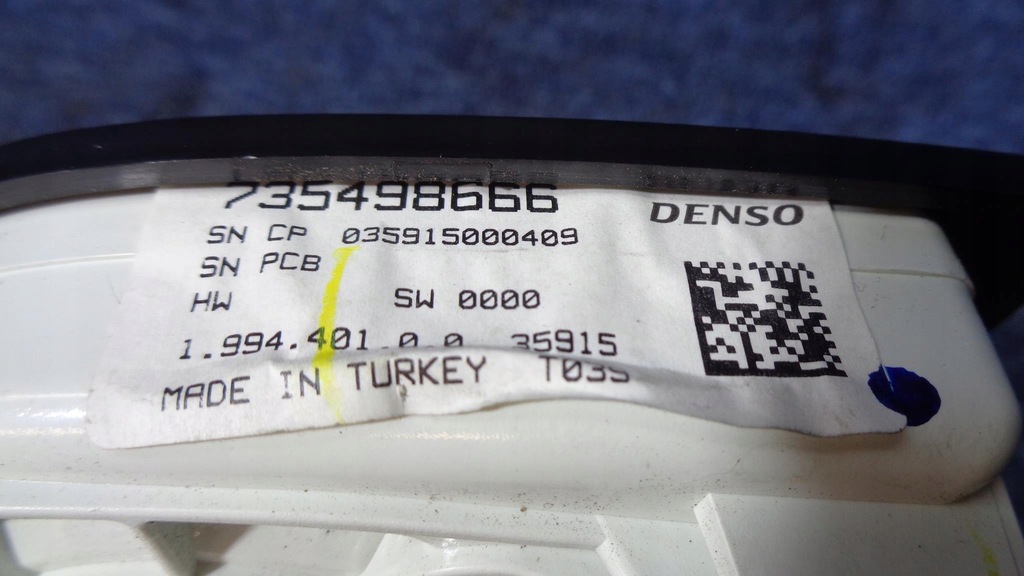 735498666
DENSO
SN CP 035915000409
SN PCB
HW SW 0000
1.994.401.0.0 35915
MADE IN TURKEY T035